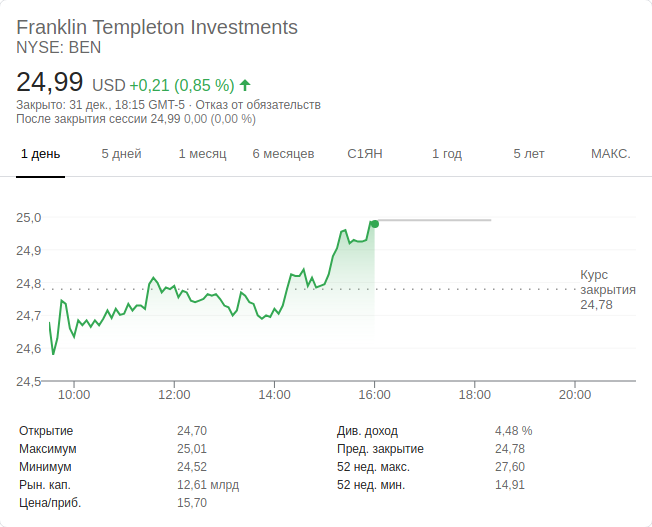 Franklin Templeton Investments
NYSE: BEN
24,99 USD +0,21 (0,85 %)
Закрыто: 31 дек., 18:15 GMT-5 · Отказ от обязательств
После закрытия сессии 24,99 0,00 (0,00 %)
1 день 5 дней 1 месяц 6 месяцев С1ЯН 1 год 5 лет МАКС.
25,0
24,9
24,8
24,7
24,6
24,5
Курс
закрытия
24,78
10:00 12:00 14:00 16:00 18:00 20:00
Открытие 24,70 Див. доход 4,48 %
Максимум 25,01 Пред. закрытие 24,78
Минимум 24,52 52 нед. макс. 27,60
Рын. кап. 12,61 млрд 52 нед. мин. 14,91
Цена/приб. 15,70